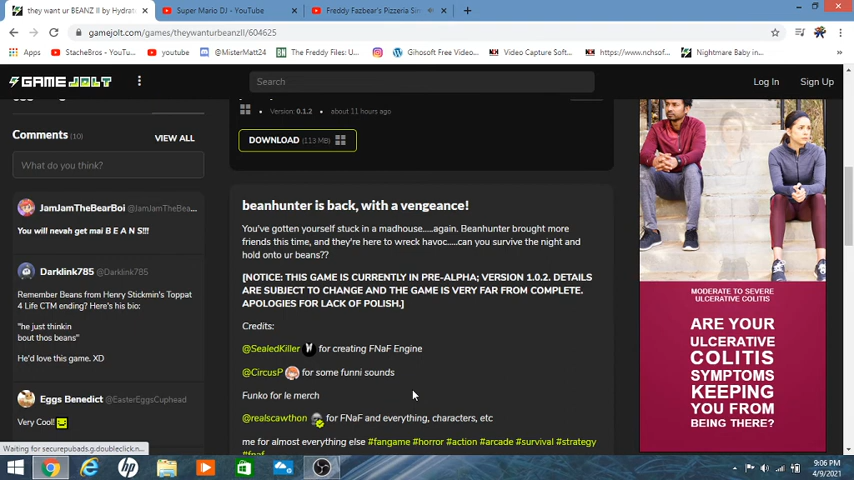 they want ur BEANZ II by Hydrat
Super Mario DJ - YouTube
Freddy Fazbear's Pizzeria Sim
gamejolt.com/games/theywanturbeanzII/604625
Apps
StacheBros - YouTu...
youtube
@MisterMatt24
The Freddy Files: U...
Gihosoft Free Video...
Video Capture Soft...
https://www.nchsof...
Nightmare Baby in...
GAME JOLT
Search
Log In
Sign Up
Version: 0.1.2 • about 11 hours ago
Comments (10)
VIEW ALL
DOWNLOAD (113 MB)
What do you think?
JamJamTheBearBoi @JamJamTheBea...
You will nevah get mai B E A N S!!!
Darklink785 @Darklink785
Remember Beans from Henry Stickmin's Toppat
4 Life CTM ending? Here's his bio:
"he just thinkin
bout thos beans"
He'd love this game. XD
Eggs Benedict @EasterEggsCuphead
Very Cool!
beanhunter is back, with a vengeance!
You've gotten yourself stuck in a madhouse.....again. Beanhunter brought more
friends this time, and they're here to wreck havoc.....can you survive the night and
hold onto ur beans??
[NOTICE: THIS GAME IS CURRENTLY IN PRE-ALPHA; VERSION 1.0.2. DETAILS
ARE SUBJECT TO CHANGE AND THE GAME IS VERY FAR FROM COMPLETE.
APOLOGIES FOR LACK OF POLISH.]
Credits:
@SealedKiller for creating FNaF Engine
@CircusP for some funni sounds
Funko for le merch
@realscawthon for FNaF and everything, characters, etc
me for almost everything else #fangame #horror #action #arcade #survival #strategy
#fnaf
MODERATE TO SEVERE
ULCERATIVE COLITIS
ARE YOUR
ULCERATIVE
COLITIS
SYMPTOMS
KEEPING
YOU FROM
BEING THERE?
Waiting for securepubads.g.doubleclick.n...
9:06 PM
4/9/2021